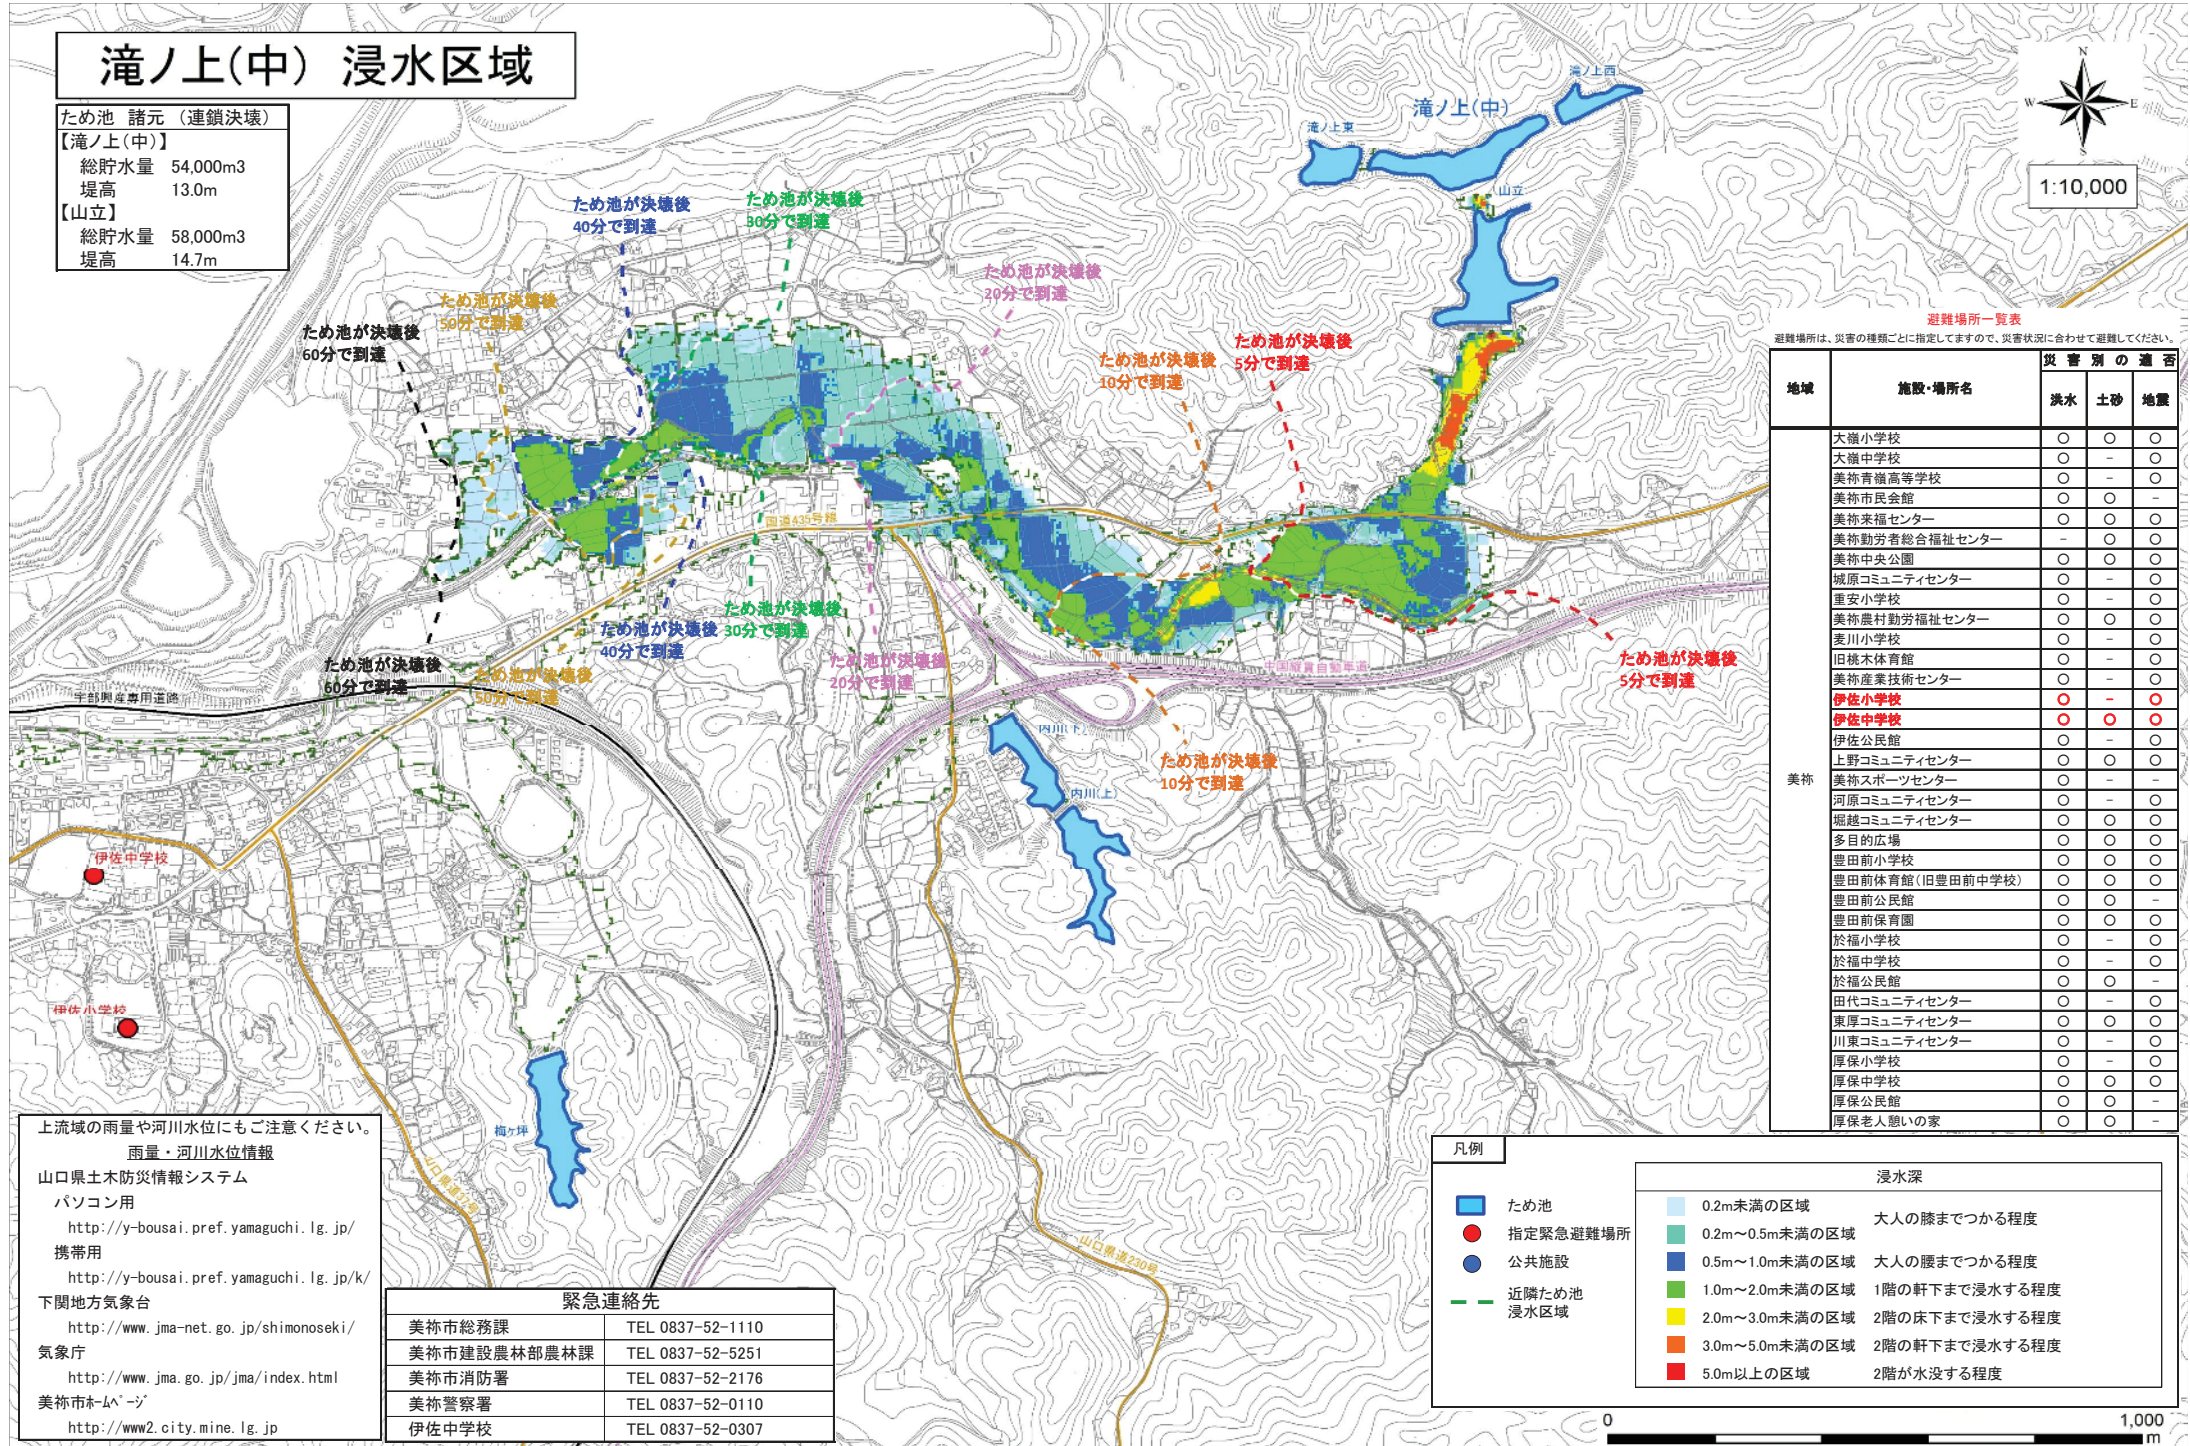 滝ノ上(中) 浸水区域
ため池 諸元 (連鎖決壊)
【滝ノ上(中)】
総貯水量 54,000m3
堤高 13.0m
【山立】
総貯水量 58,000m3
堤高 14.7m
滝ノ上西
滝ノ上(中)
滝ノ上東
山立
N
W
E
S
1:10,000
ため池が決壊後
40分で到達
ため池が決壊後
30分で到達
ため池が決壊後
20分で到達
ため池が決壊後
50分で到達
ため池が決壊後
60分で到達
ため池が決壊後
10分で到達
ため池が決壊後
5分で到達
国道435号線
ため池が決壊後
30分で到達
ため池が決壊後
40分で到達
ため池が決壊後
20分で到達
ため池が決壊後
50分で到達
ため池が決壊後
60分で到達
ため池が決壊後
5分で到達
ため池が決壊後
10分で到達
中国縦貫自動車道
宇部興産専用道路
内川(下)
内川(上)
伊佐中学校
伊佐小学校
梅ヶ坪
山口県道37号
山口県道230号
避難場所一覧表
避難場所は、災害の種類ごとに指定してますので、災害状況に合わせて避難してください。
地域 施設・場所名 災害別の適否
洪水 土砂 地震
美祢
大嶺小学校 ○ ○ ○
大嶺中学校 ○ - ○
美祢青嶺高等学校 ○ - ○
美祢市民会館 ○ ○ -
美祢来福センター ○ ○ ○
美祢勤労者総合福祉センター - ○ ○
美祢中央公園 ○ ○ ○
城原コミュニティセンター ○ - ○
重安小学校 ○ - ○
美祢農村勤労福祉センター ○ ○ ○
麦川小学校 ○ - ○
旧桃木体育館 ○ - ○
美祢産業技術センター ○ - ○
伊佐小学校 ○ - ○
伊佐中学校 ○ ○ ○
伊佐公民館 ○ - ○
上野コミュニティセンター ○ ○ ○
美祢スポーツセンター ○ - -
河原コミュニティセンター ○ - ○
堀越コミュニティセンター ○ ○ ○
多目的広場 ○ ○ ○
豊田前小学校 ○ ○ ○
豊田前体育館(旧豊田前中学校) ○ ○ ○
豊田前公民館 ○ ○ -
豊田前保育園 ○ ○ ○
於福小学校 ○ - ○
於福中学校 ○ - ○
於福公民館 ○ ○ -
田代コミュニティセンター ○ - ○
東厚コミュニティセンター ○ ○ ○
川東コミュニティセンター ○ - ○
厚保小学校 ○ - ○
厚保中学校 ○ ○ ○
厚保公民館 ○ ○ -
厚保老人憩いの家 ○ ○ -
上流域の雨量や河川水位にもご注意ください。
雨量・河川水位情報
山口県土木防災情報システム
パソコン用
http://y-bousai.pref.yamaguchi.lg.jp/
携帯用
http://y-bousai.pref.yamaguchi.lg.jp/k/
下関地方気象台
http://www.jma-net.go.jp/shimonoseki/
気象庁
http://www.jma.go.jp/jma/index.html
美祢市ホームページ
http://www2.city.mine.lg.jp
緊急連絡先
美祢市総務課 TEL 0837-52-1110
美祢市建設農林部農林課 TEL 0837-52-5251
美祢市消防署 TEL 0837-52-2176
美祢警察署 TEL 0837-52-0110
伊佐中学校 TEL 0837-52-0307
凡例
ため池
指定緊急避難場所
公共施設
近隣ため池
浸水区域
浸水深
0.2m未満の区域
大人の膝までつかる程度
0.2m～0.5m未満の区域
0.5m～1.0m未満の区域 大人の腰までつかる程度
1.0m～2.0m未満の区域 1階の軒下まで浸水する程度
2.0m～3.0m未満の区域 2階の床下まで浸水する程度
3.0m～5.0m未満の区域 2階の軒下まで浸水する程度
5.0m以上の区域 2階が水没する程度
0
1,000
m